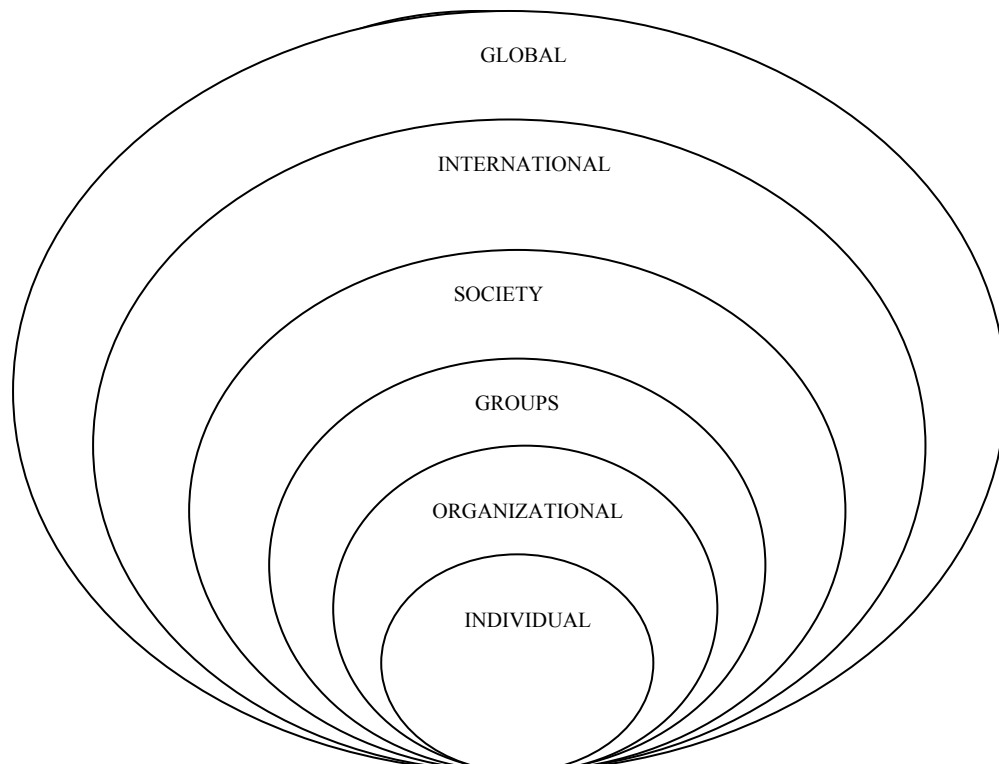 GLOBAL
INTERNATIONAL
SOCIETY
GROUPS
ORGANIZATIONAL
INDIVIDUAL